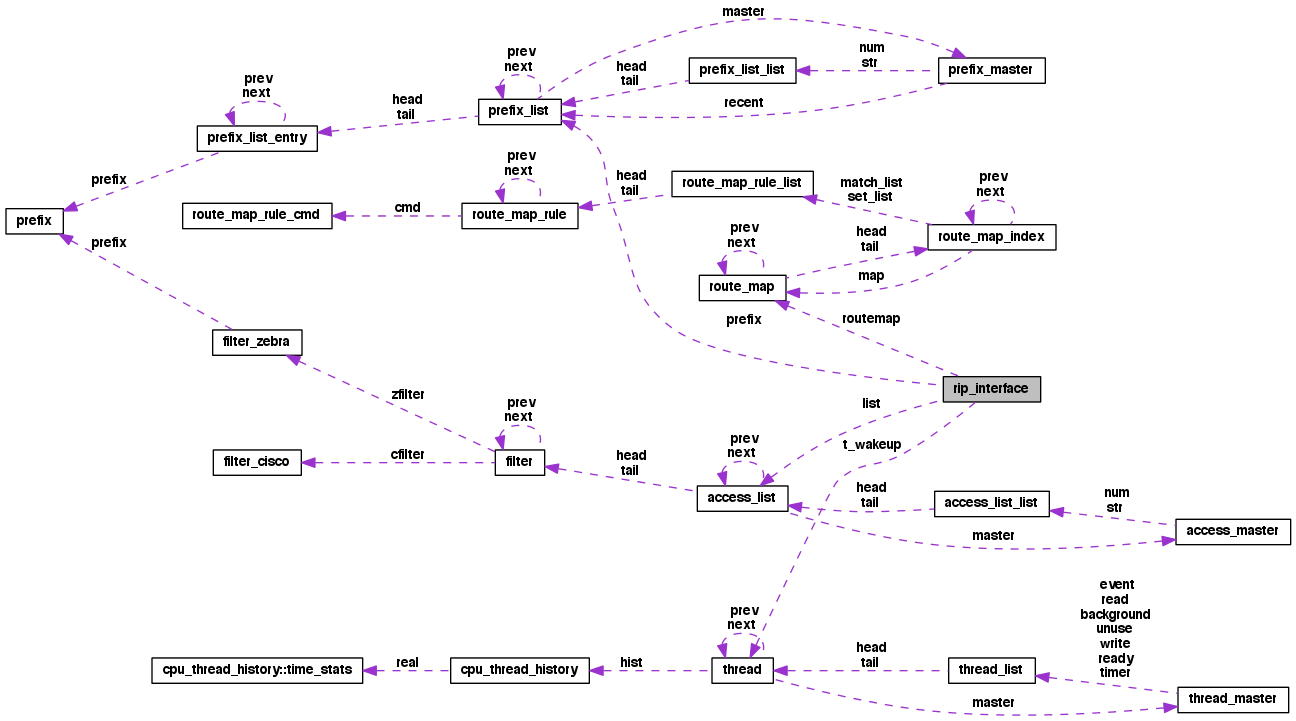 master
prev
next
head
tail
prefix_list_list
num
str
prefix_master
prev
next
head
tail
prefix_list
recent
prefix_list_entry
prefix
prev
next
head
tail
route_map_rule_list
match_list
set_list
prev
next
prefix
route_map_rule_cmd
cmd
route_map_rule
prefix
prev
next
head
tail
route_map_index
route_map
map
prefix
routemap
filter_zebra
rip_interface
zfilter
prev
next
list
filter_cisco
cfilter
filter
head
tail
prev
next
t_wakeup
access_list
head
tail
access_list_list
num
str
access_master
master
event
read
background
unuse
write
ready
timer
prev
next
cpu_thread_history::time_stats
real
cpu_thread_history
hist
thread
head
tail
thread_list
master
thread_master